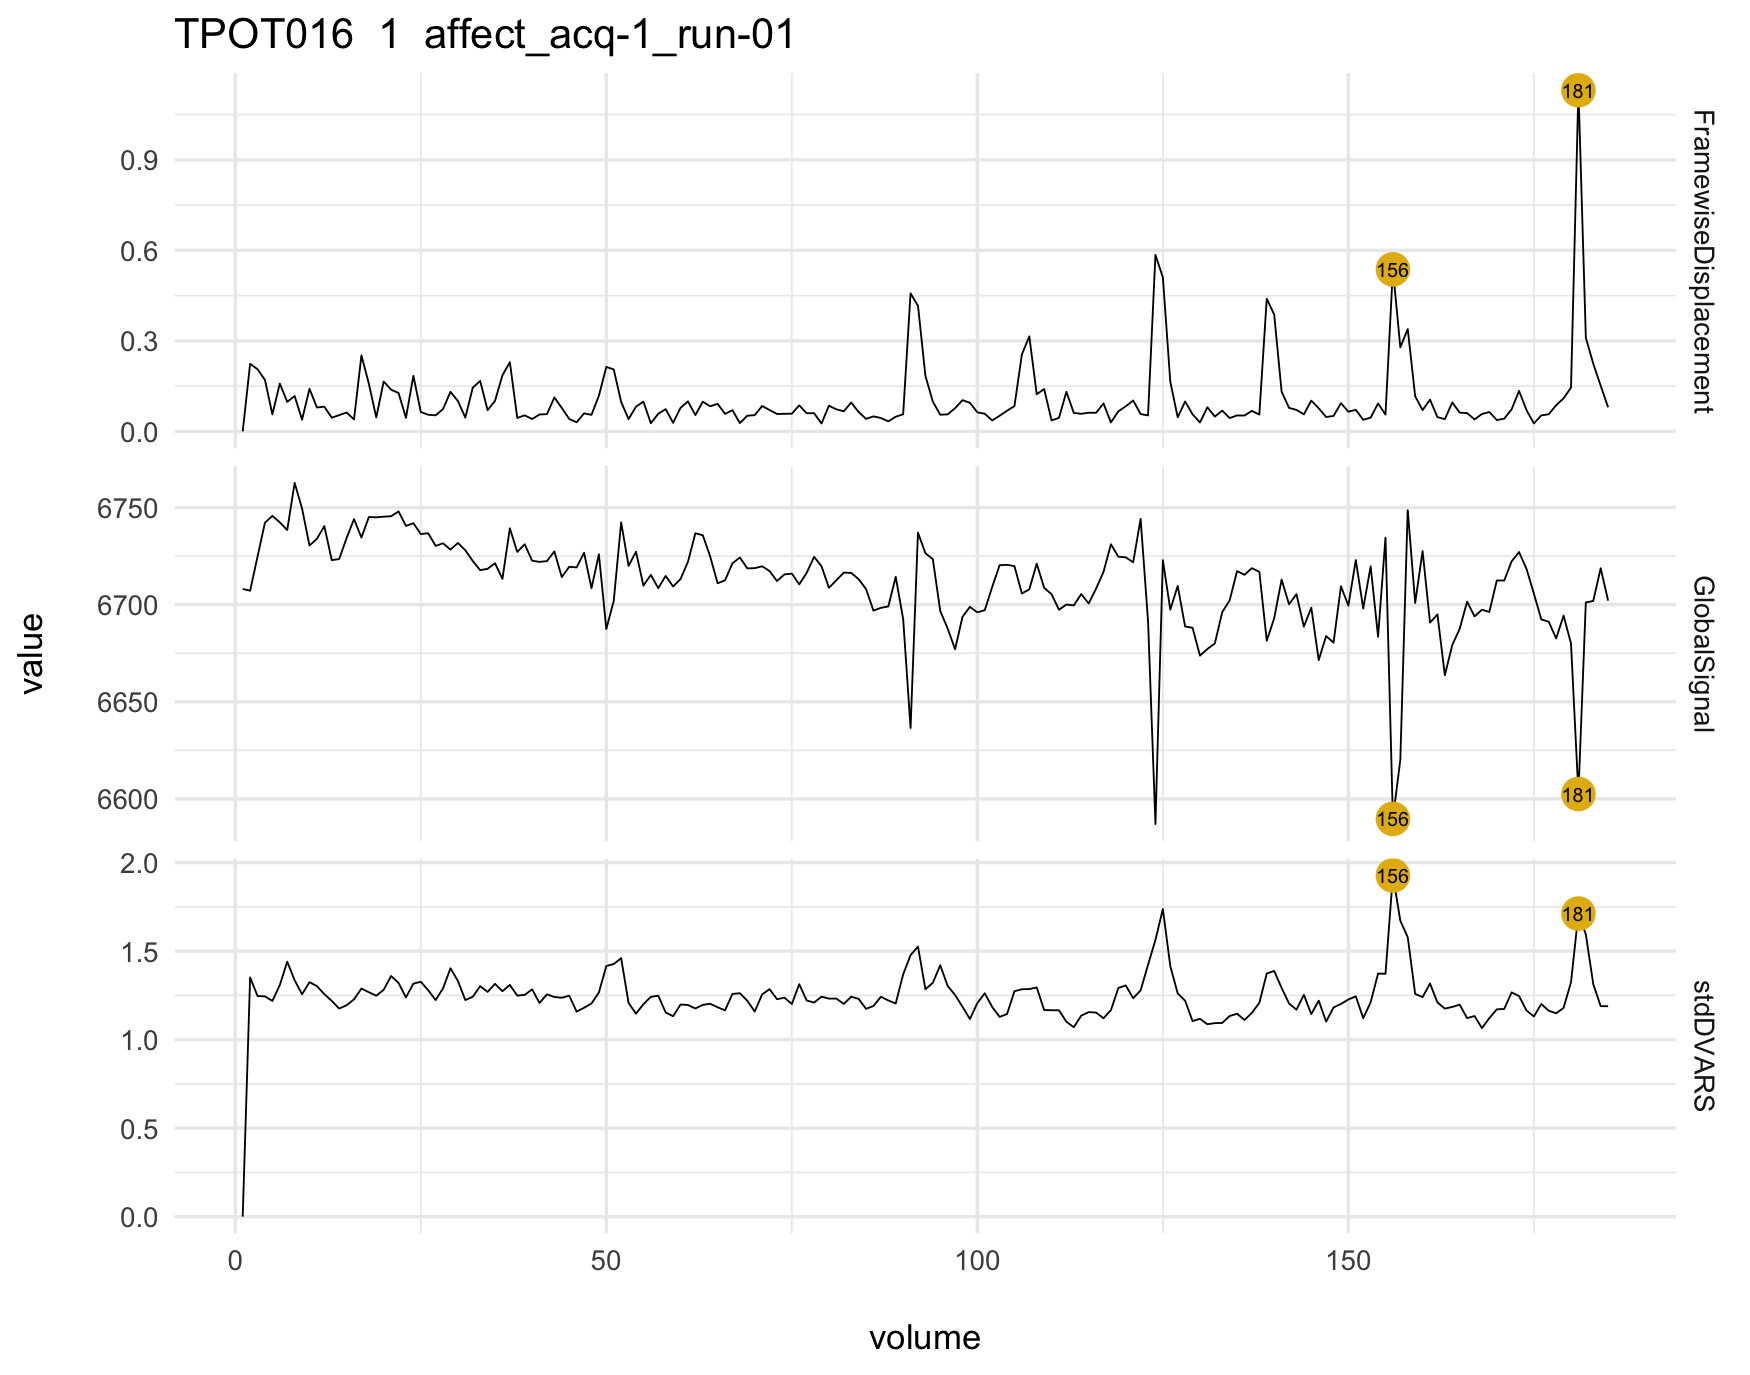 TPOT016  1  affect_acq-1_run-01
181
0.9
0.6
156
0.3
0.0
FramewiseDisplacement
6750
6700
6650
6600
181
156
GlobalSignal
value
2.0
156
181
1.5
1.0
0.5
0.0
stdDVARS
0 50 100 150
volume